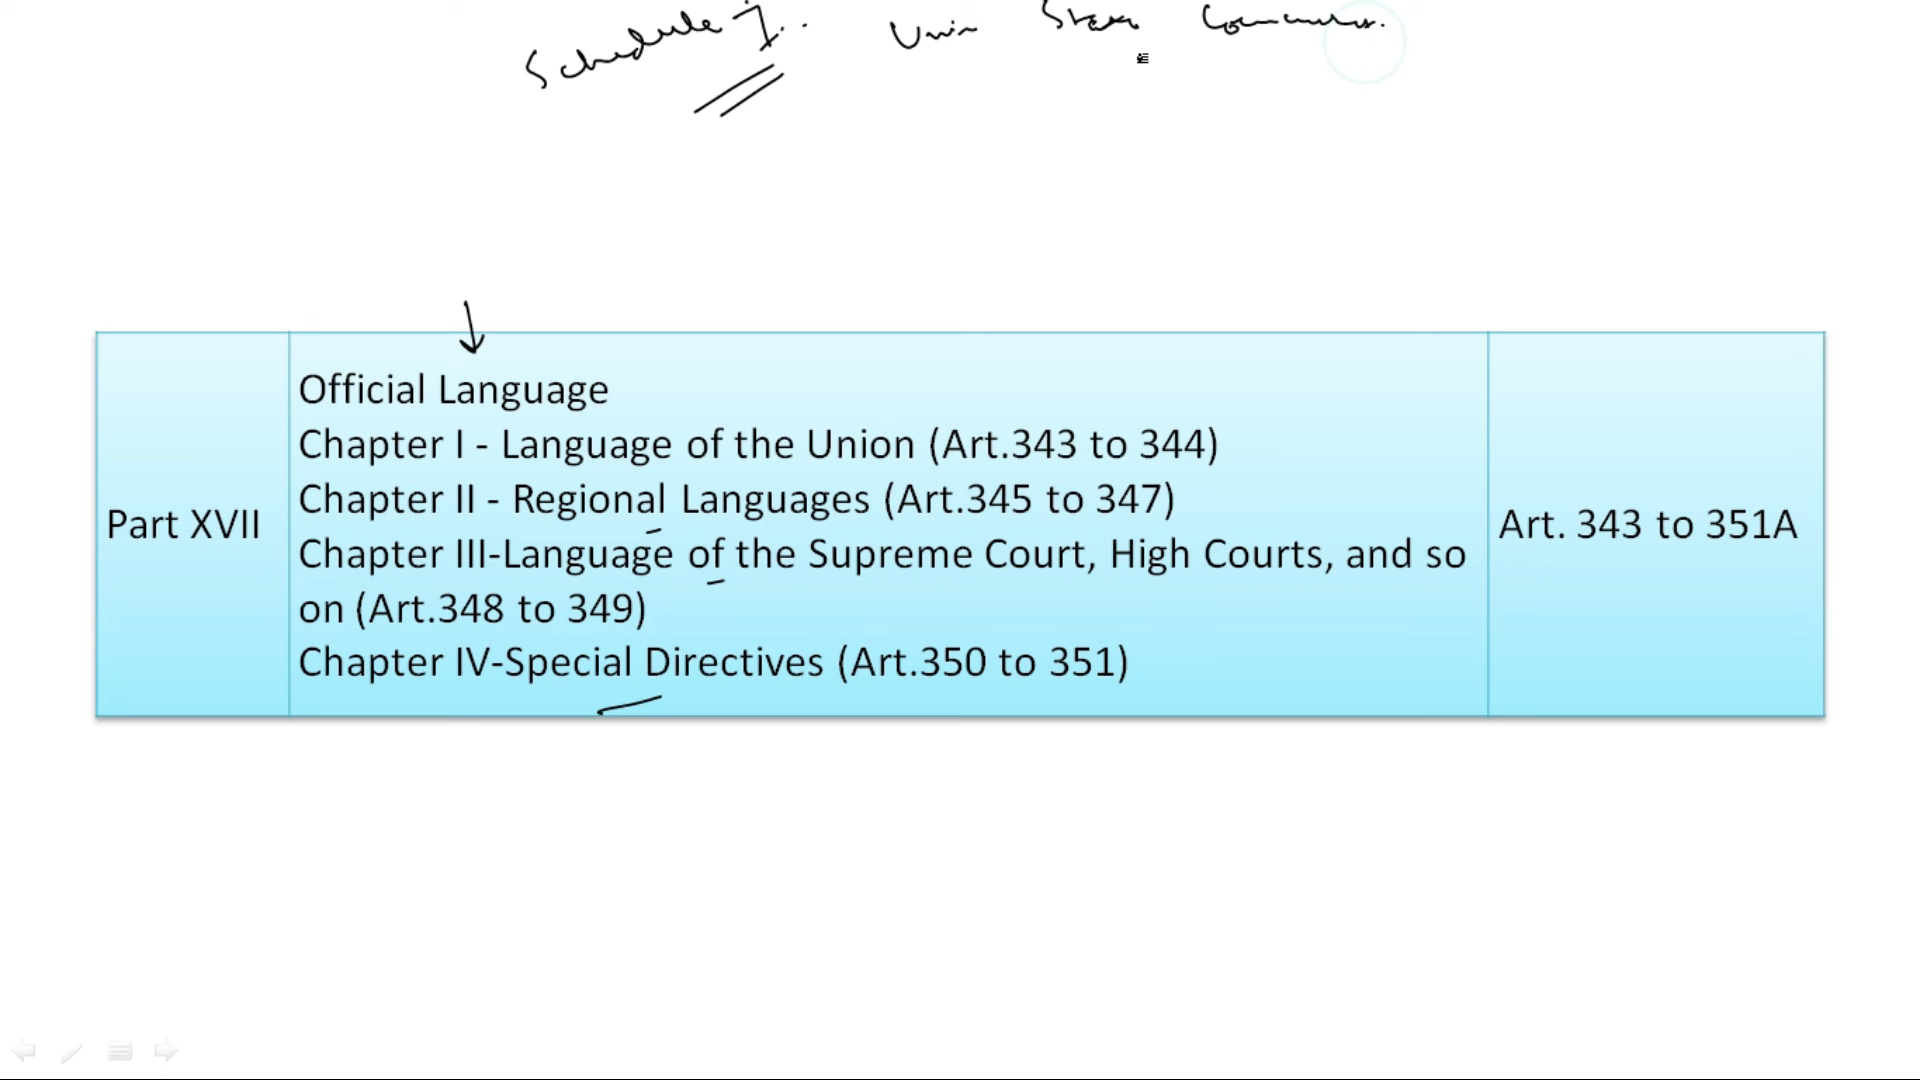 Schedule 7.. Union State Concurrent.
Official Language
Chapter I - Language of the Union (Art.343 to 344)
Chapter II - Regional Languages (Art.345 to 347)
Part XVII
Art. 343 to 351A
Chapter III-Language of the Supreme Court, High Courts, and so
on (Art.348 to 349)
Chapter IV-Special Directives (Art.350 to 351)